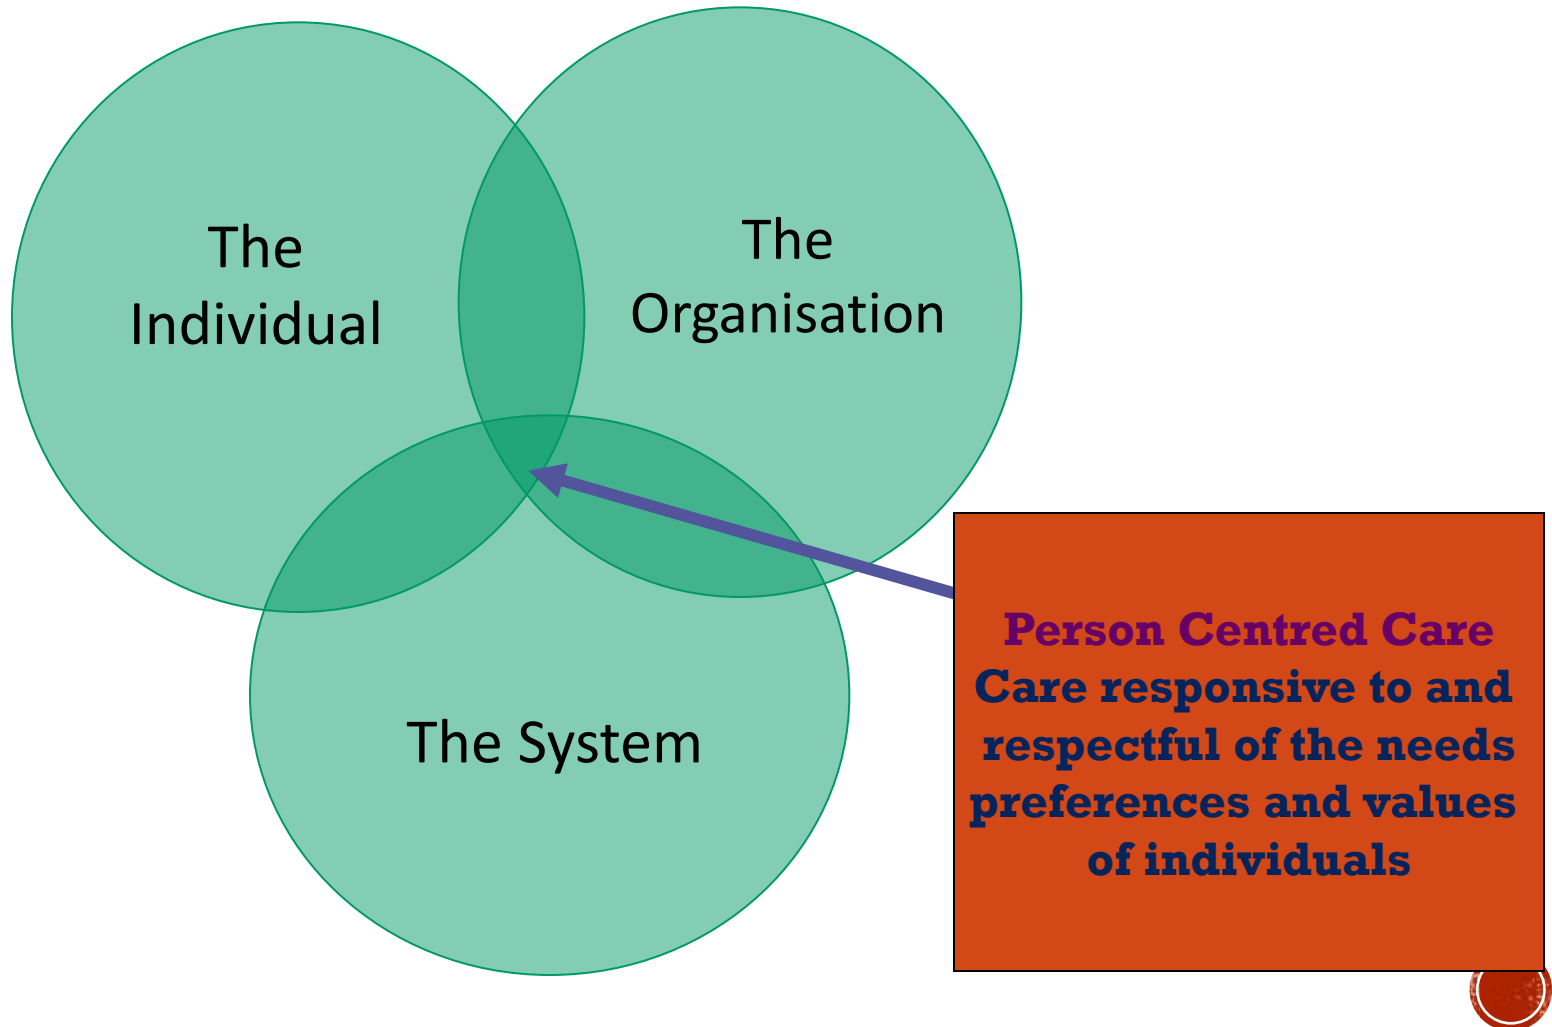 The
Individual
The
Organisation
The System
Person Centred Care
Care responsive to and
respectful of the needs
preferences and values
of individuals